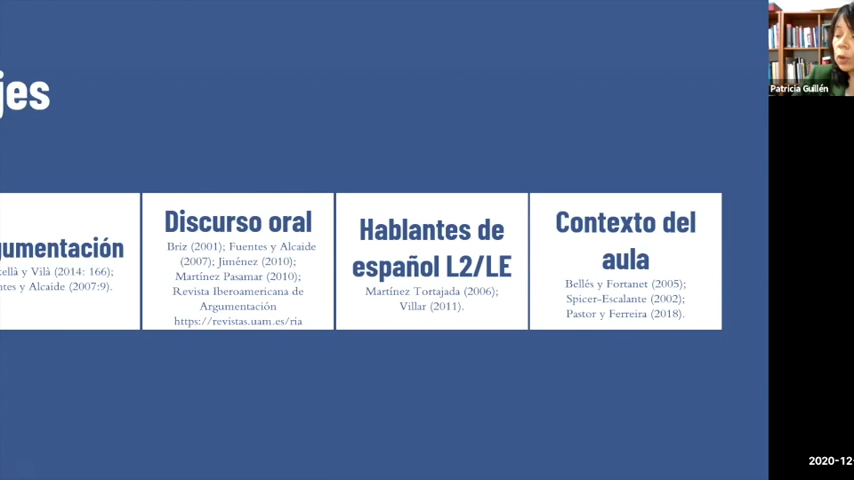 jes
gumentación
ellà y Vilà (2014: 166);
ntes y Alcaide (2007:9).
Discurso oral
Briz (2001); Fuentes y Alcaide
(2007); Jiménez (2010);
Martínez Pasamar (2010);
Revista Iberoamericana de
Argumentación
https://revistas.uam.es/ria
Hablantes de
español L2/LE
Martínez Tortajada (2006);
Villar (2011).
Contexto del
aula
Bellés y Fortanet (2005);
Spicer-Escalante (2002);
Pastor y Ferreira (2018).
Patricia Guillén
2020-12-